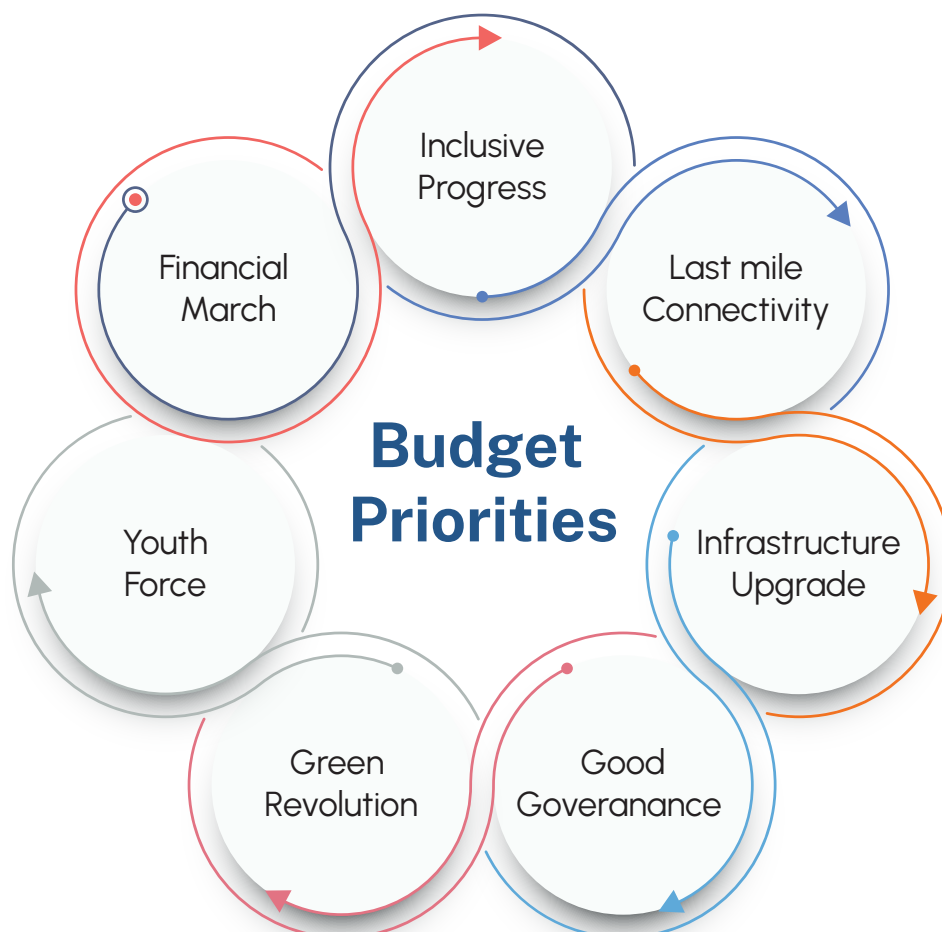 Inclusive
Progress
Last mile
Connectivity
Infrastructure
Upgrade
Good
Goveranance
Green
Revolution
Youth
Force
Financial
March
Budget
Priorities